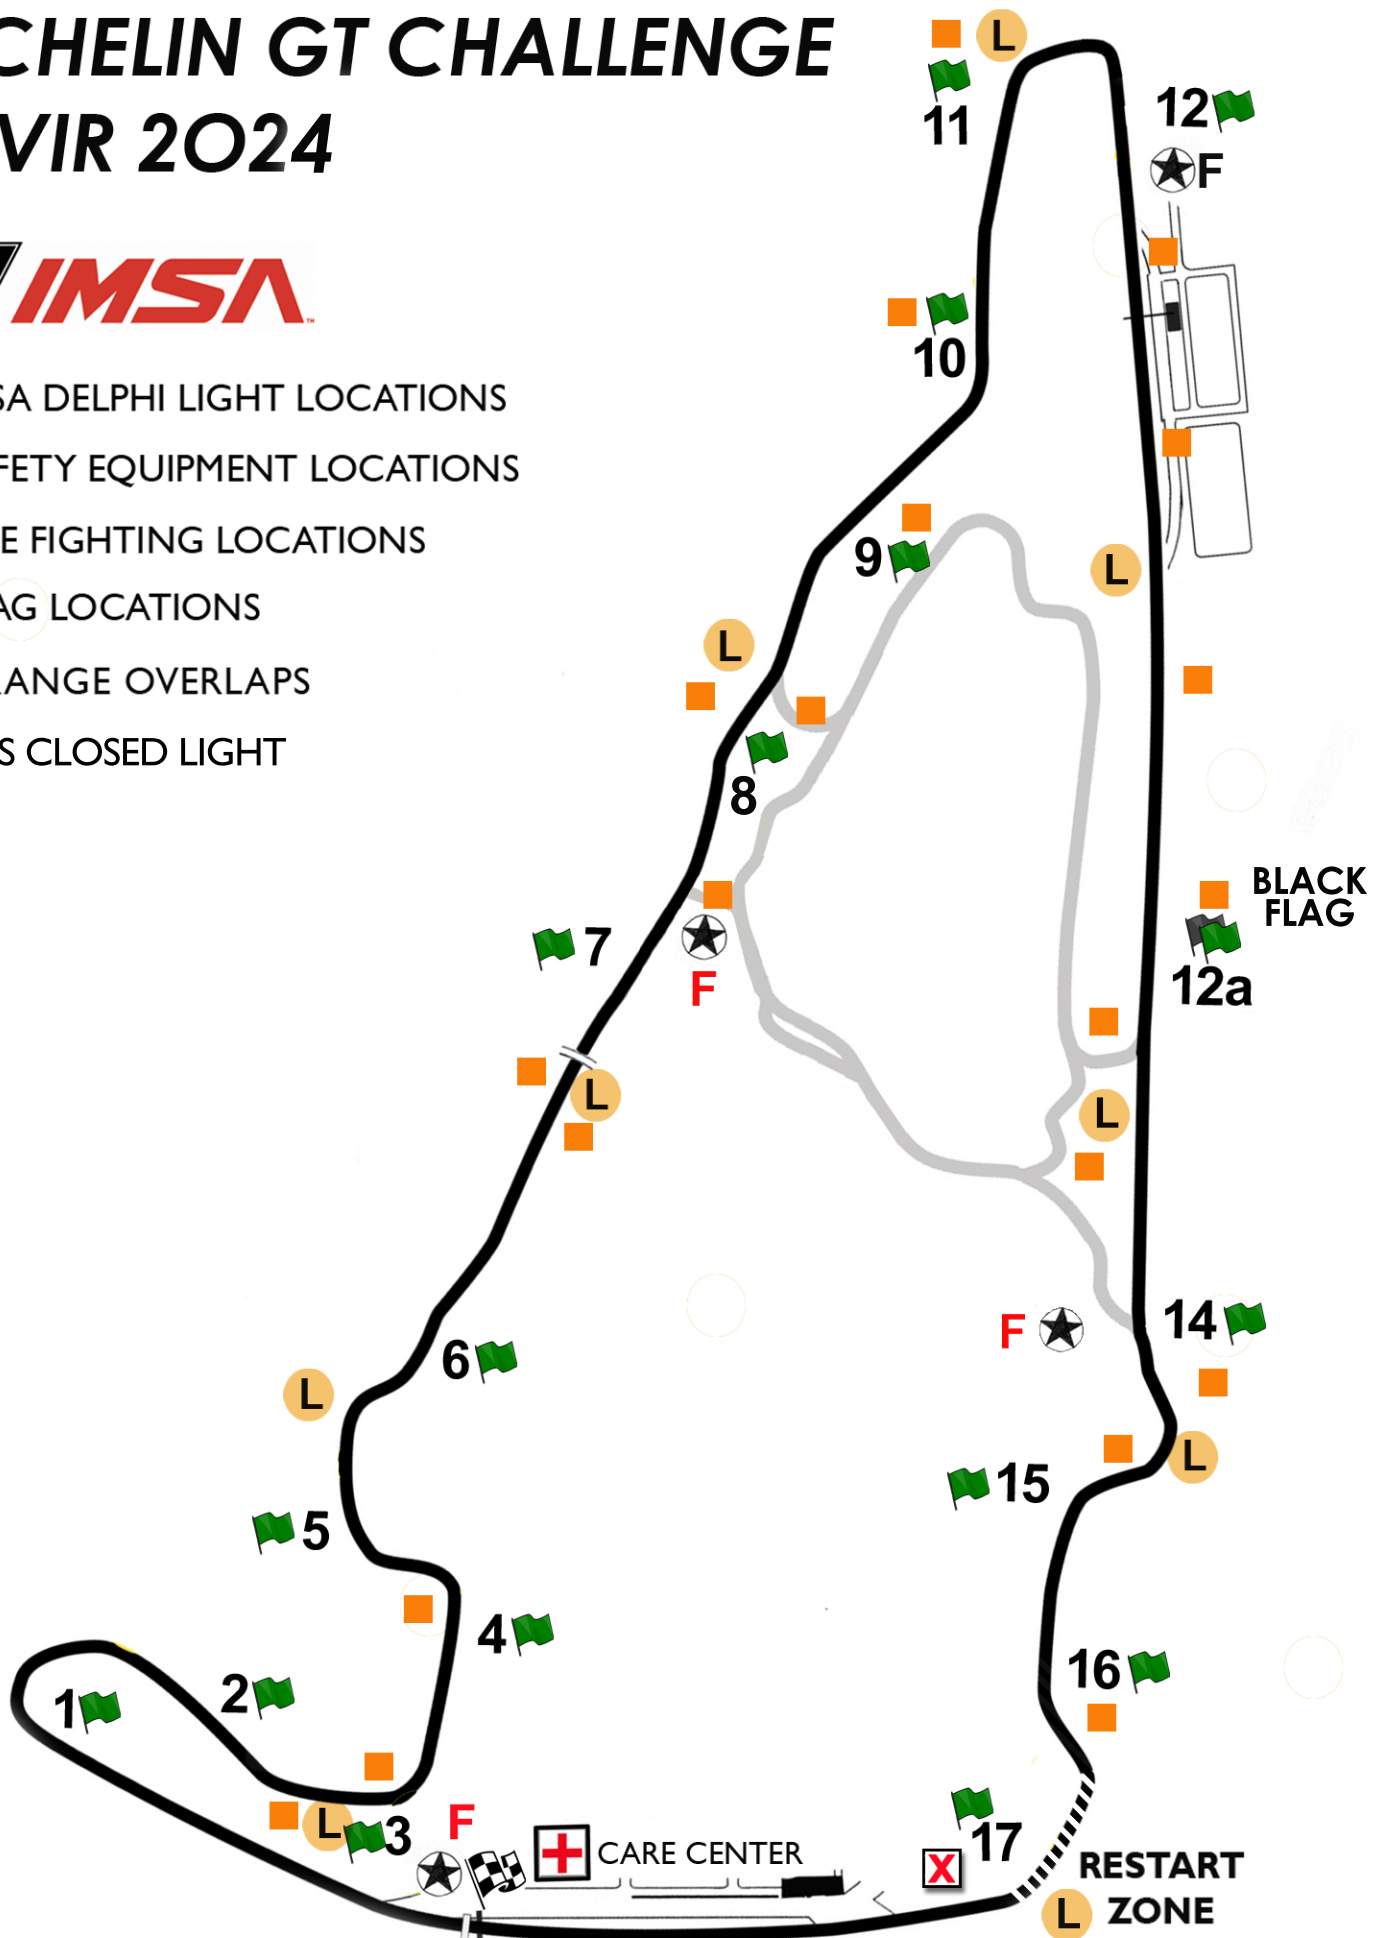 CHELIN GT CHALLENGE
VIR 2024
IMSA
TM
SA DELPHI LIGHT LOCATIONS
FETY EQUIPMENT LOCATIONS
E FIGHTING LOCATIONS
AG LOCATIONS
RANGE OVERLAPS
S CLOSED LIGHT
L
11
12
F
10
9
L
L
8
BLACK
FLAG
12a
7
F
L
L
14
F
6
L
L
15
5
4
16
2
1
L
3
F
CARE CENTER
17
X
RESTART
ZONE
L